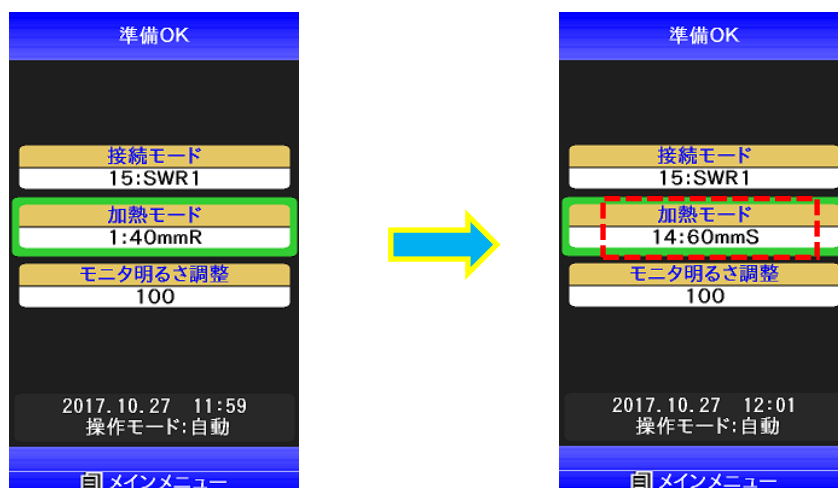 準備OK
接続モード
15:SWR1
加熱モード
1:40mmR
モニタ明るさ調整
100
2017.10.27 11:59
操作モード:自動
メインメニュー
準備OK
接続モード
15:SWR1
加熱モード
14:60mmS
モニタ明るさ調整
100
2017.10.27 12:01
操作モード:自動
メインメニュー